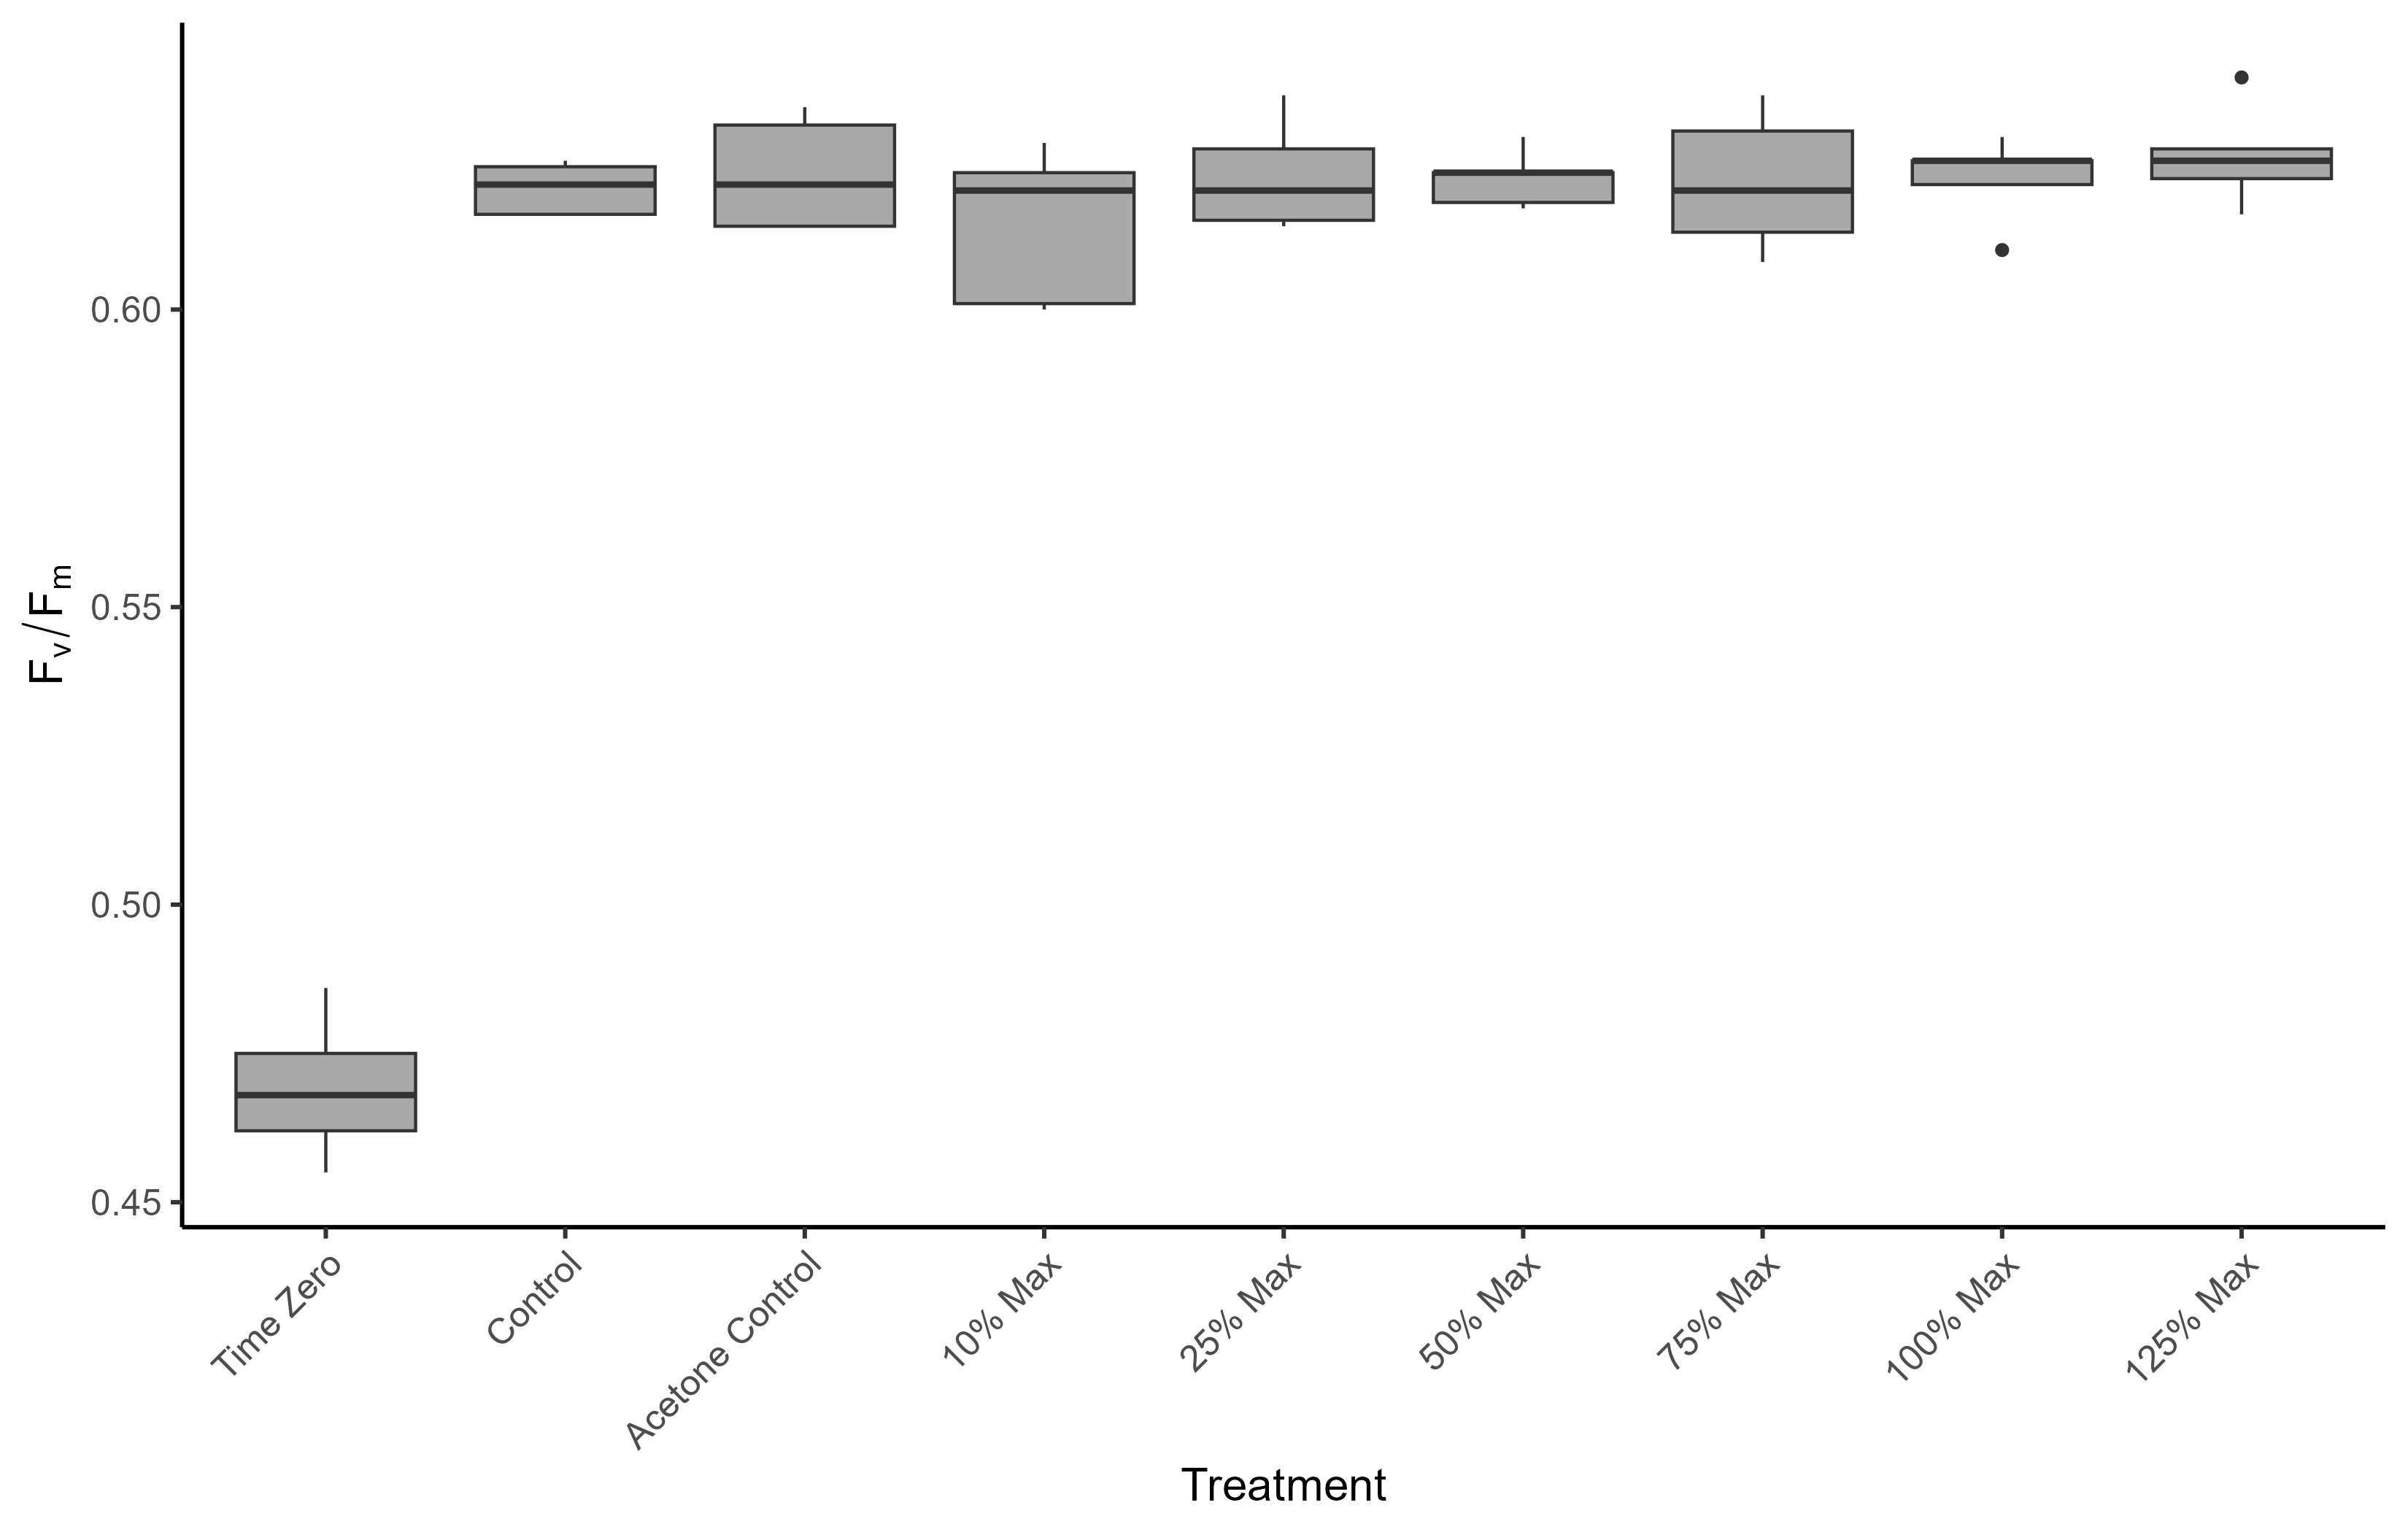 Fv/Fm
0.60
0.55
0.50
0.45
Time Zero
Control
Acetone Control
10% Max
25% Max
50% Max
75% Max
100% Max
125% Max
Treatment